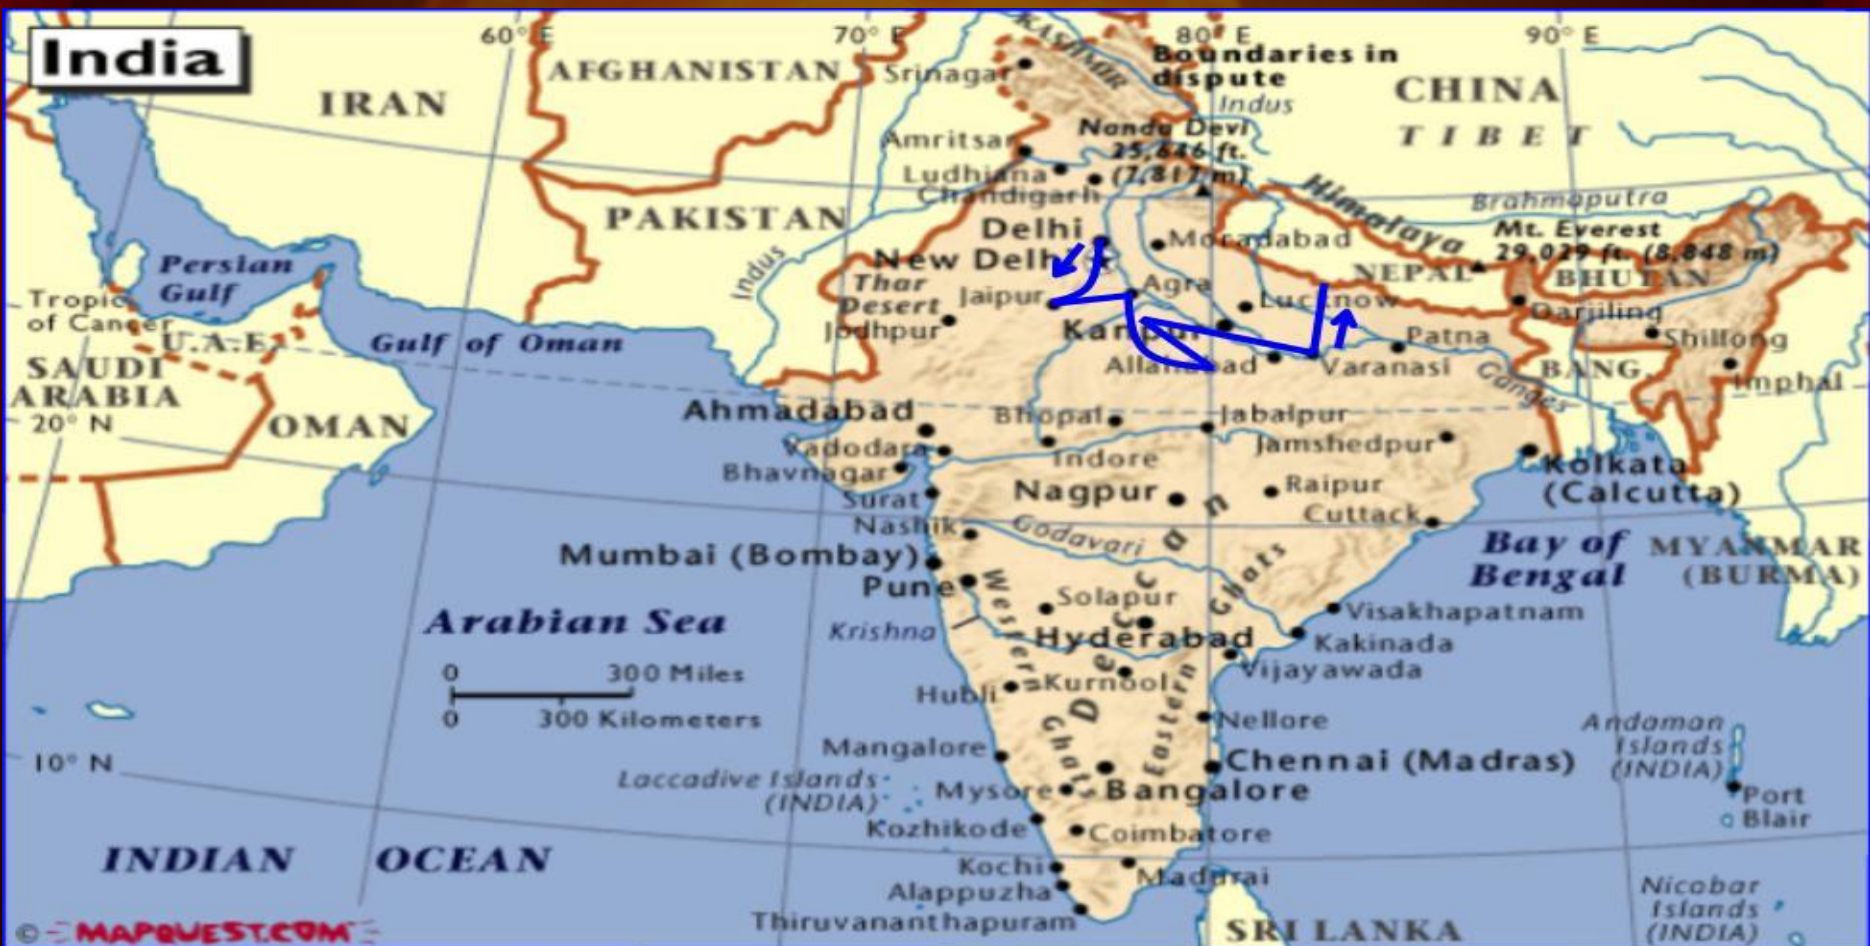 India
60° E
70° E
80° E
90° E
IRAN
AFGHANISTAN
Srinagar
KASHMIR
Boundaries in
dispute
Indus
CHINA
TIBET
Amritsar
Nanda Devi
25,646 ft.
(7,817 m)
Ludhiana
Chandigarh
Himalaya
Brahmaputra
PAKISTAN
Delhi
Moradabad
Mt. Everest
29,029 ft. (8,848 m)
New Delhi
NEPAL
BHUTAN
Persian
Gulf
Indus
Thar
Desert
Jaipur
Agra
Lucknow
Darjiling
Tropic
of Cancer
Jodhpur
Kanpur
Patna
Shillong
U.A.E.
Gulf of Oman
Allahabad
Varanasi
BANG.
Imphal
SAUDI
ARABIA
Ganges
20° N
OMAN
Ahmadabad
Bhopal
Jabalpur
Vadodara
Indore
Jamshedpur
Kolkata
(Calcutta)
Bhavnagar
Surat
Nagpur
Raipur
Cuttack
Nashik
Godavari
Mumbai (Bombay)
Bay of
Bengal
MYANMAR
(BURMA)
Pune
Western Ghats
Deccan
Eastern Ghats
Solapur
Visakhapatnam
Arabian Sea
Krishna
Hyderabad
Kakinada
Vijayawada
0 300 Miles
0 300 Kilometers
Hubli
Kurnool
Nellore
Andaman
Islands
(INDIA)
10° N
Mangalore
Chennai (Madras)
Laccadive Islands
(INDIA)
Mysore
Bangalore
Port
Blair
Kozhikode
Coimbatore
INDIAN OCEAN
Kochi
Madurai
Alappuzha
Nicobar
Islands
(INDIA)
Thiruvananthapuram
SRI LANKA
© MAPQUEST.COM